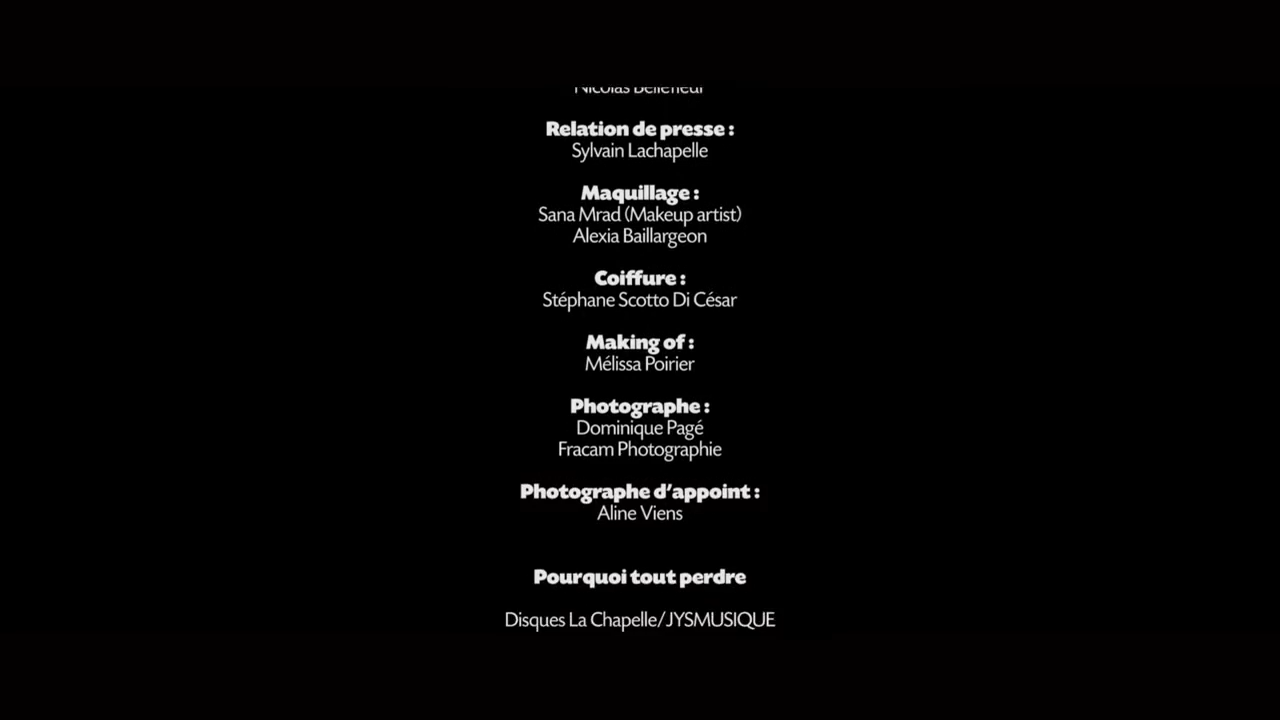 Nicolas
Relation de presse :
Sylvain Lachapelle
Maquillage :
Sana Mrad (Makeup artist)
Alexia Baillargeon
Coiffure :
Stéphane Scotto Di César
Making of :
Mélissa Poirier
Photographe :
Dominique Pagé
Fracam Photographie
Photographe d'appoint :
Aline Viens
Pourquoi tout perdre
Disques La Chapelle/JYSMUSIQUE